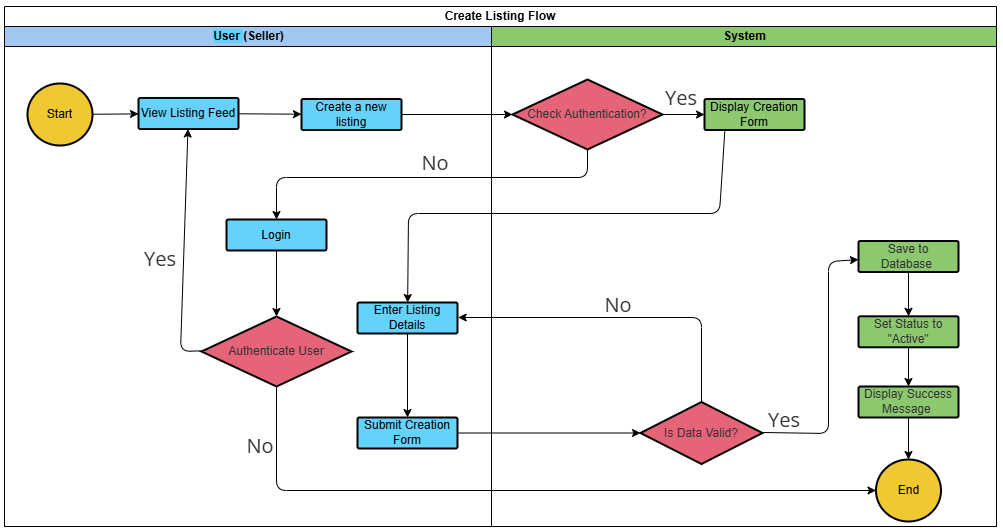 Create Listing Flow
User (Seller)
System
Start
View Listing Feed
Create a new
listing
Check Authentication?
Yes
Display Creation
Form
No
Login
Yes
Authenticate User
No
Enter Listing
Details
Submit Creation
Form
No
Is Data Valid?
Yes
Save to
Database
Set Status to
"Active"
Display Success
Message
End